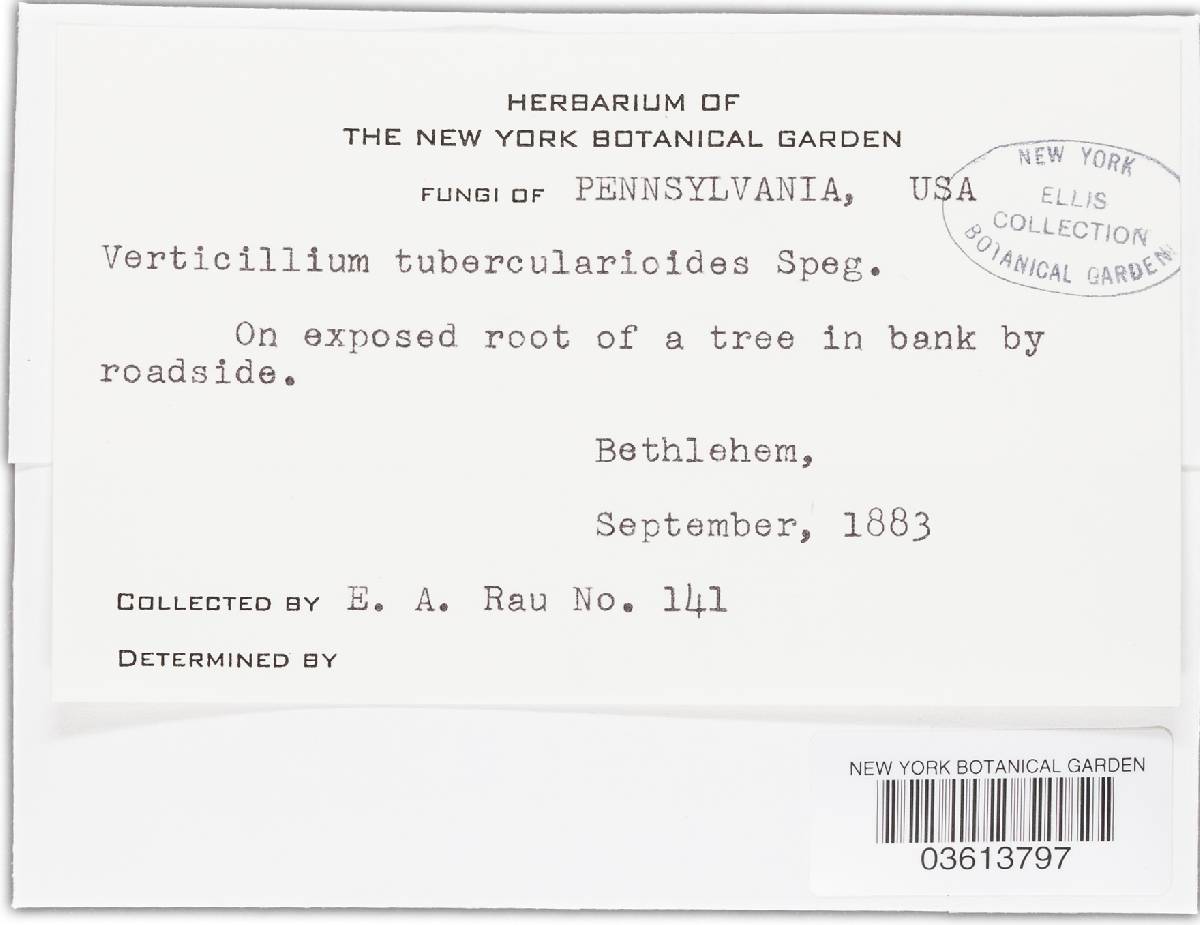 HERBARIUM OF
THE NEW YORK BOTANICAL GARDEN
FUNGI OF PENNSYLVANIA, USA
NEW YORK
ELLIS
COLLECTION
BOTANICAL GARDEN
Verticillium tubercularioides Speg.
On exposed root of a tree in bank by
roadside.
Bethlehem,
September, 1883
COLLECTED BY E. A. Rau No. 141
DETERMINED BY
NEW YORK BOTANICAL GARDEN
03613797